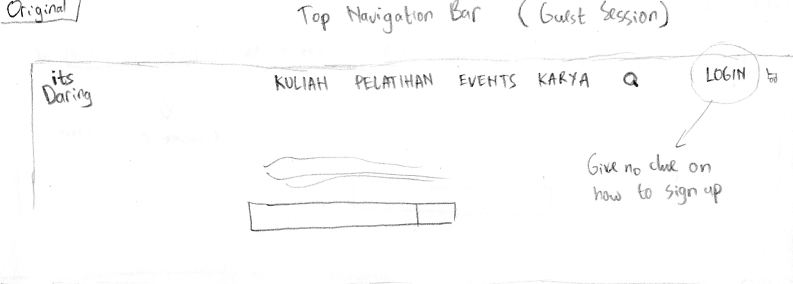 Original
Top Navigation Bar (Guest Session)
its
Daring
KULIAH PELATIHAN EVENTS KARYA LOGIN
Give no clue on
how to sign up